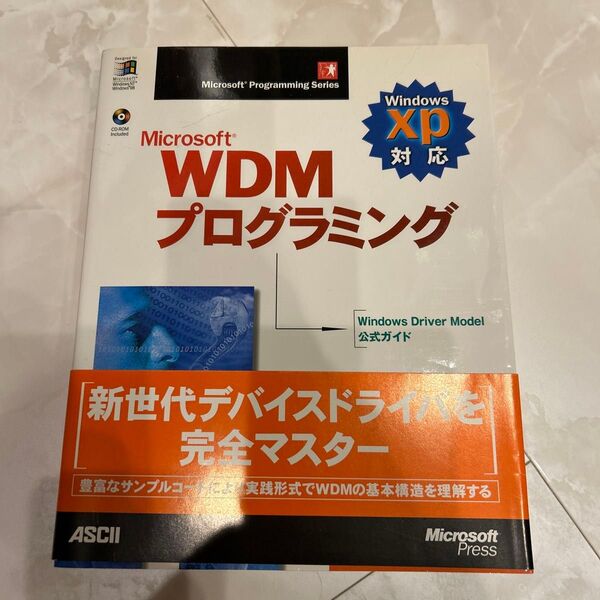 Designed for
Microsoft®
Windows NT®
Windows®98
CD-ROM
Included
Microsoft® Programming Series
Windows
xp
対応
Microsoft®
WDM
プログラミング
Windows Driver Model
公式ガイド
新世代デバイスドライバを
完全マスター
豊富なサンプルコードによる実践形式でWDMの基本構造を理解する
ASCII
Microsoft
Press